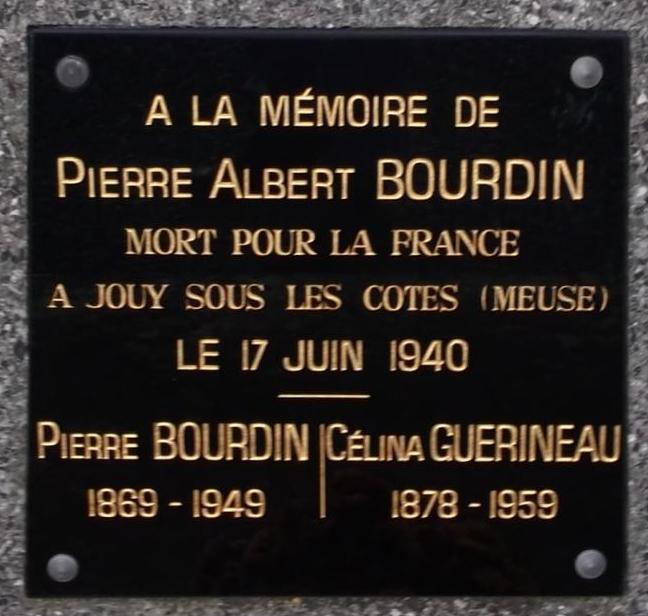 A LA MÉMOIRE DE
PIERRE ALBERT BOURDIN
MORT POUR LA FRANCE
A JOUY SOUS LES COTES (MEUSE)
LE 17 JUIN 1940
PIERRE BOURDIN CÉLINA GUERINEAU
1869 - 1949 1878 - 1959